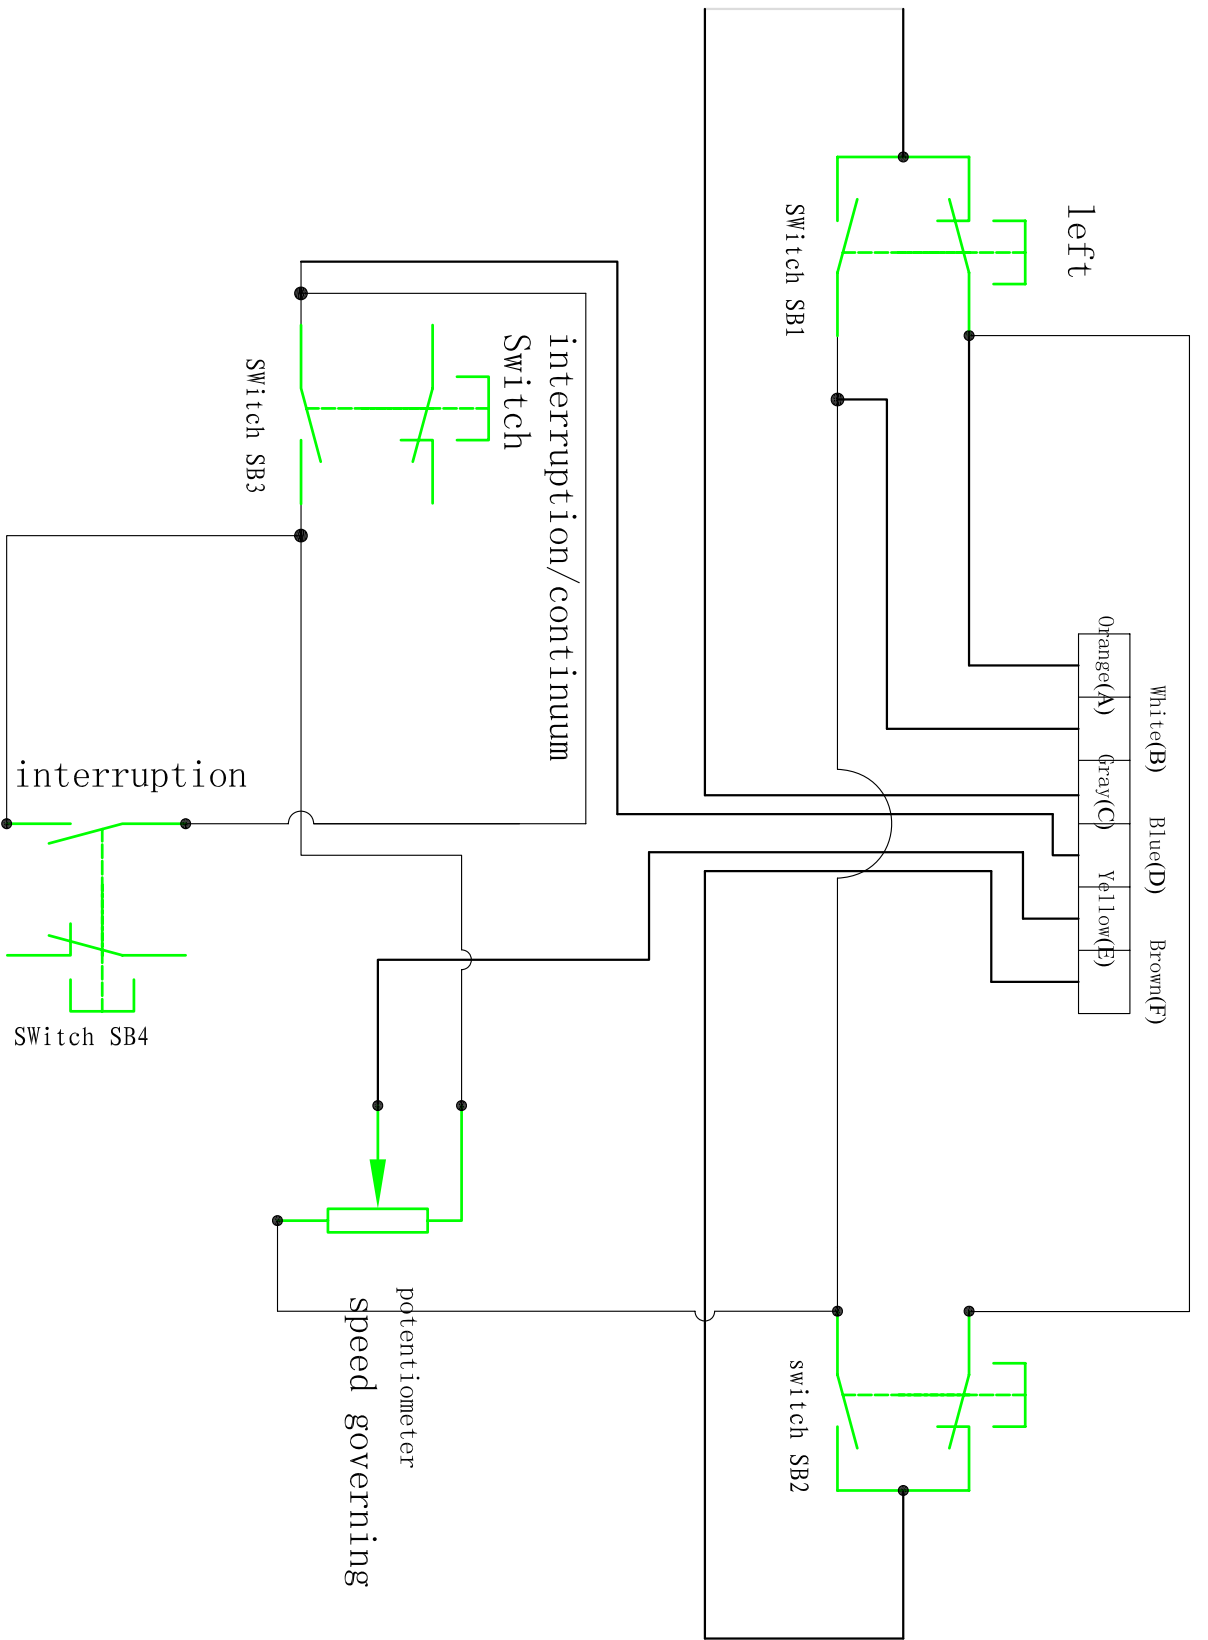 left
SWitch SB1
interruption/continuum
Switch
SWitch SB3
Orange(A)
White(B)
Gray(C)
Blue(D)
Yellow(E)
Brown(F)
interruption
SWitch SB4
potentiometer
speed governing
switch SB2